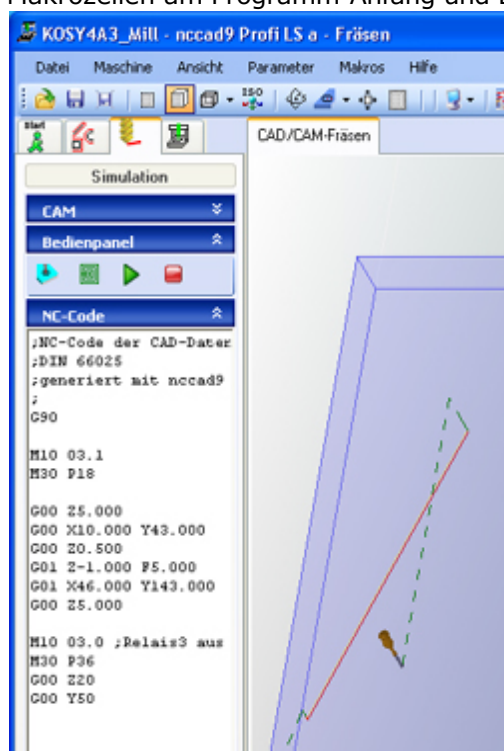 Makrozeilen am Programm-Anfang und
KOSY4A3_Mill - nccad9 Profi LS a - Fräsen
Datei Maschine Ansicht Parameter Makros Hilfe
ISO
Start
CAD/CAM-Fräsen
Simulation
CAM
Bedienpanel
NC-Code
;NC-Code der CAD-Dater
;DIN 66025
;generiert mit nccad9
;
G90
M10 O3.1
M30 P18
G00 Z5.000
G00 X10.000 Y43.000
G00 Z0.500
G01 Z-1.000 F5.000
G01 X46.000 Y143.000
G00 Z5.000
M10 O3.0 ;Relais3 aus
M30 P36
G00 Z20
G00 Y50